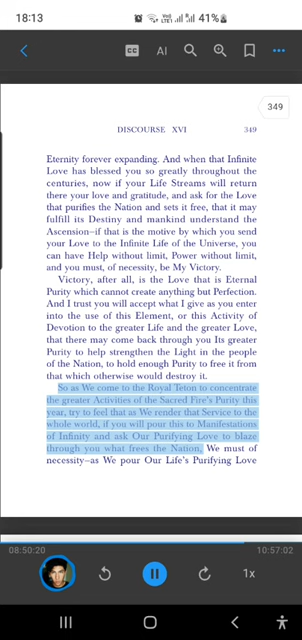 18:13
41%
CC
AI
349
DISCOURSE XVI 349
Eternity forever expanding. And when that Infinite
Love has blessed you so greatly throughout the
centuries, now if your Life Streams will return
there your love and gratitude, and ask for the Love
that purifies the Nation and sets it free, that it may
fulfill its Destiny and mankind understand the
Ascension—if that is the motive by which you send
your Love to the Infinite Life of the Universe, you
can have Help without limit, Power without limit,
and you must, of necessity, be My Victory.
Victory, after all, is the Love that is Eternal
Purity which cannot create anything but Perfection.
And I trust you will accept what I give as you enter
into the use of this Element, or this Activity of
Devotion to the greater Life and the greater Love,
that there may come back through you Its greater
Purity to help strengthen the Light in the people
of the Nation, to hold enough Purity to free it from
that which otherwise would destroy it.
So as We come to the Royal Teton to concentrate
the greater Activities of the Sacred Fire's Purity this
year, try to feel that as We render that Service to the
whole world, if you will pour this to Manifestations
of Infinity and ask Our Purifying Love to blaze
through you what frees the Nation, We must of
necessity—as We pour Our Life's Purifying Love
08:50:20
10:57:02
1x